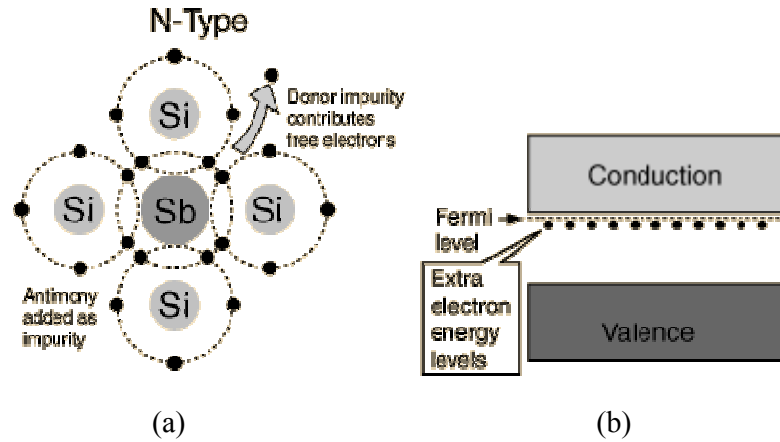 N-Type
Si
Donor impurity
contributes
free electrons
Si
Sb
Si
Antimony
added as
impurity
Si
(a)
Conduction
Fermi
level
Extra
electron
energy
levels
Valence
(b)